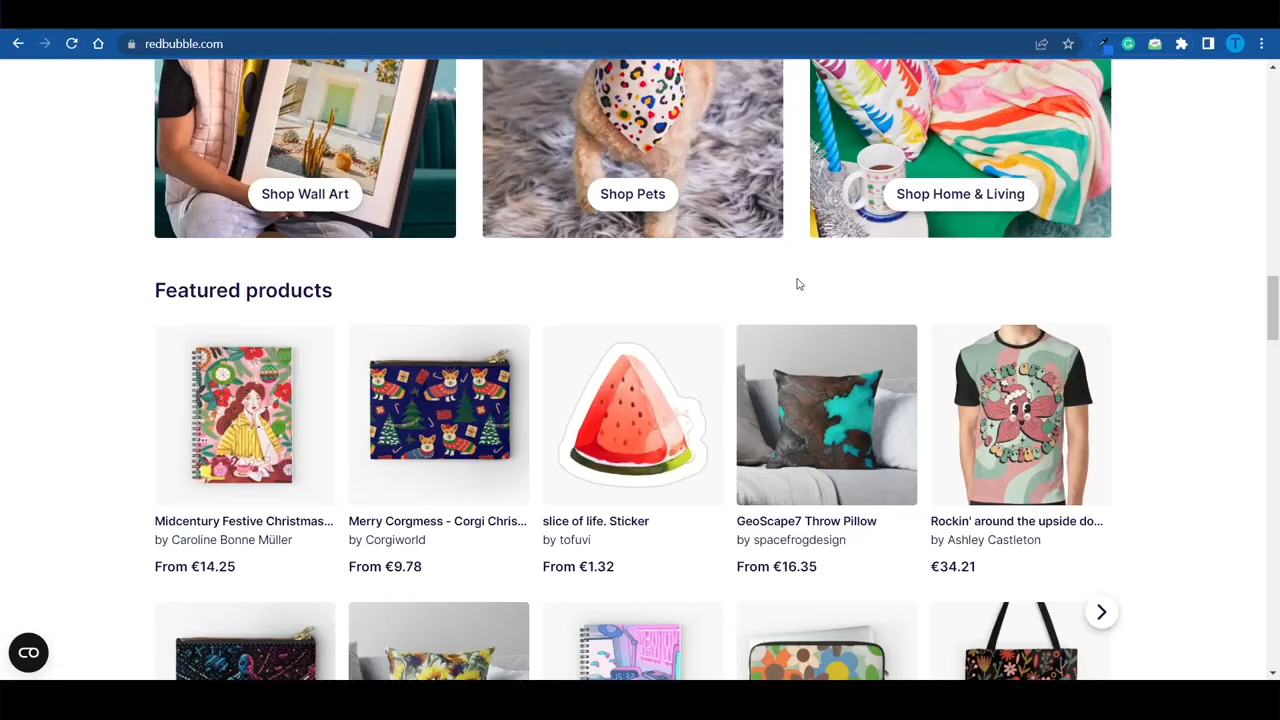 redbubble.com
T
Shop Wall Art
Shop Pets
Shop Home & Living
Featured products
Midcentury Festive Christmas...
by Caroline Bonne Müller
From €14.25
Merry Corgmess - Corgi Chris...
by Corgiworld
From €9.78
slice of life. Sticker
by tofuvi
From €1.32
GeoScape7 Throw Pillow
by spacefrogdesign
From €16.35
Rockin' around the upside do...
by Ashley Castleton
€34.21